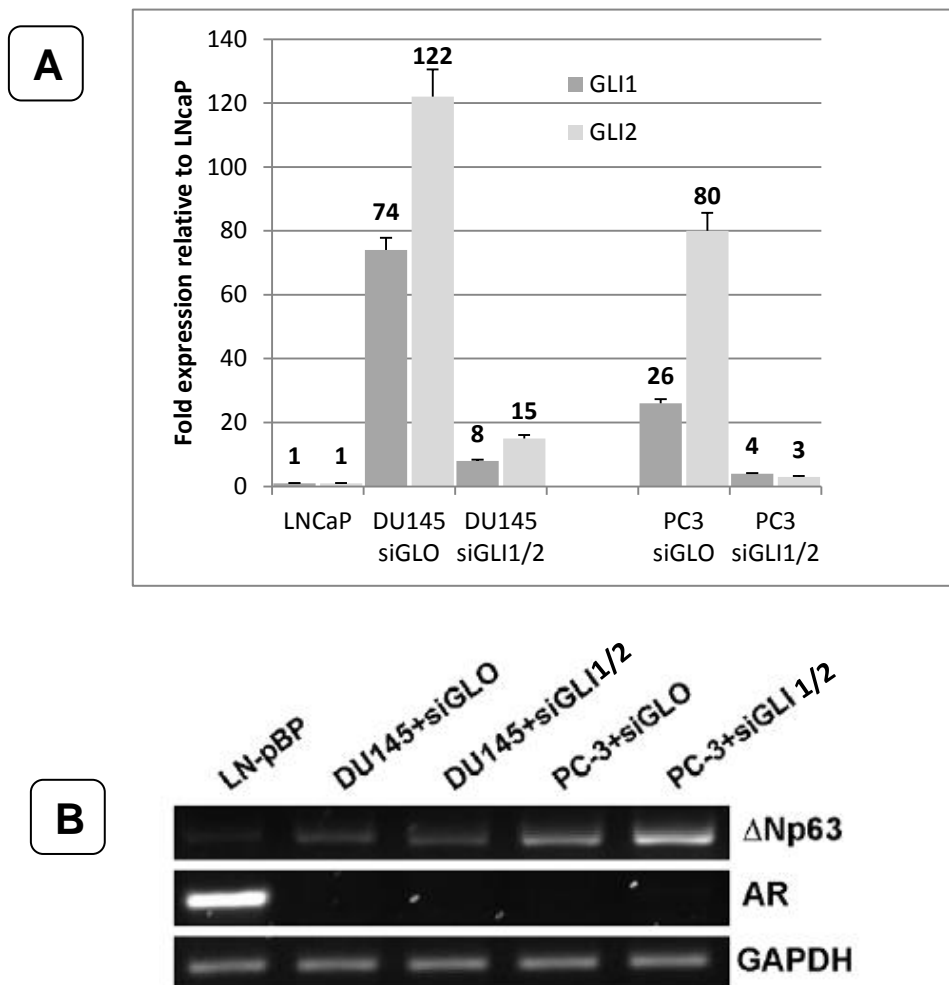 A
Fold expression relative to LNcaP
140
120
100
80
60
40
20
0
GLI1
GLI2
1
1
74
122
8
15
26
80
4
3
LNCaP
DU145
siGLO
DU145
siGLI1/2
PC3
siGLO
PC3
siGLI1/2
B
LN-pBP
DU145+siGLO
DU145+siGLI1/2
PC-3+siGLO
PC-3+siGLI 1/2
ΔNp63
AR
GAPDH